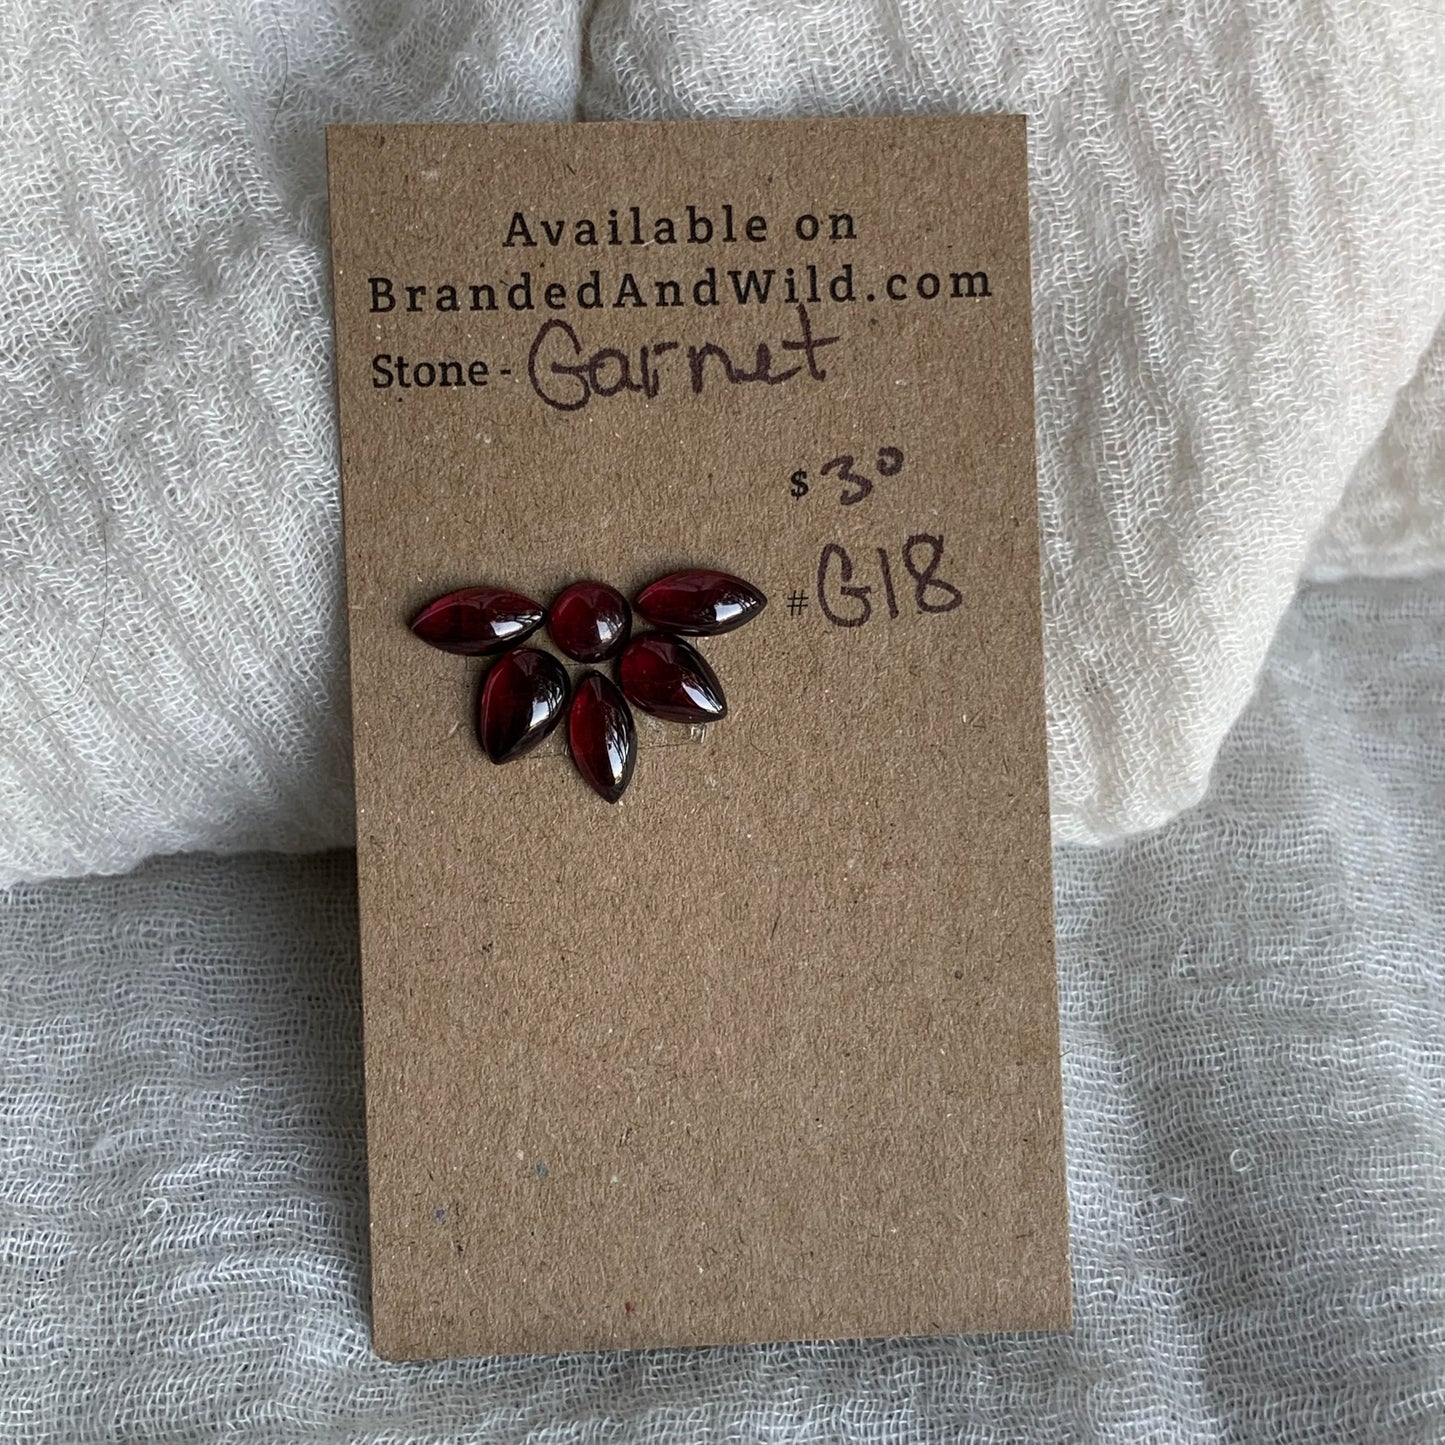 Available on
BrandedAndWild.com
Stone - Garnet
$ 30
# G18